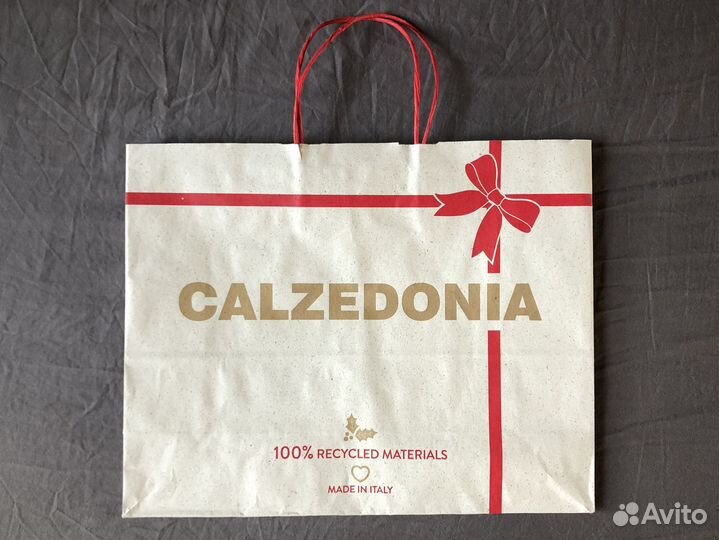 CALZEDONIA
100% RECYCLED MATERIALS
MADE IN ITALY
Avito